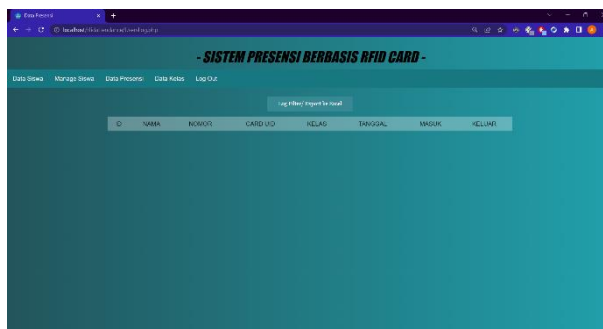 Data Presensi
- SISTEM PRESENSI BERBASIS RFID CARD -
Data Siswa Manage Siswa Data Presensi Data Kelas Log Out
Log Filter/ Export to Excel
ID NAMA NOMOR CARD UID KELAS TANGGAL MASUK KELUAR